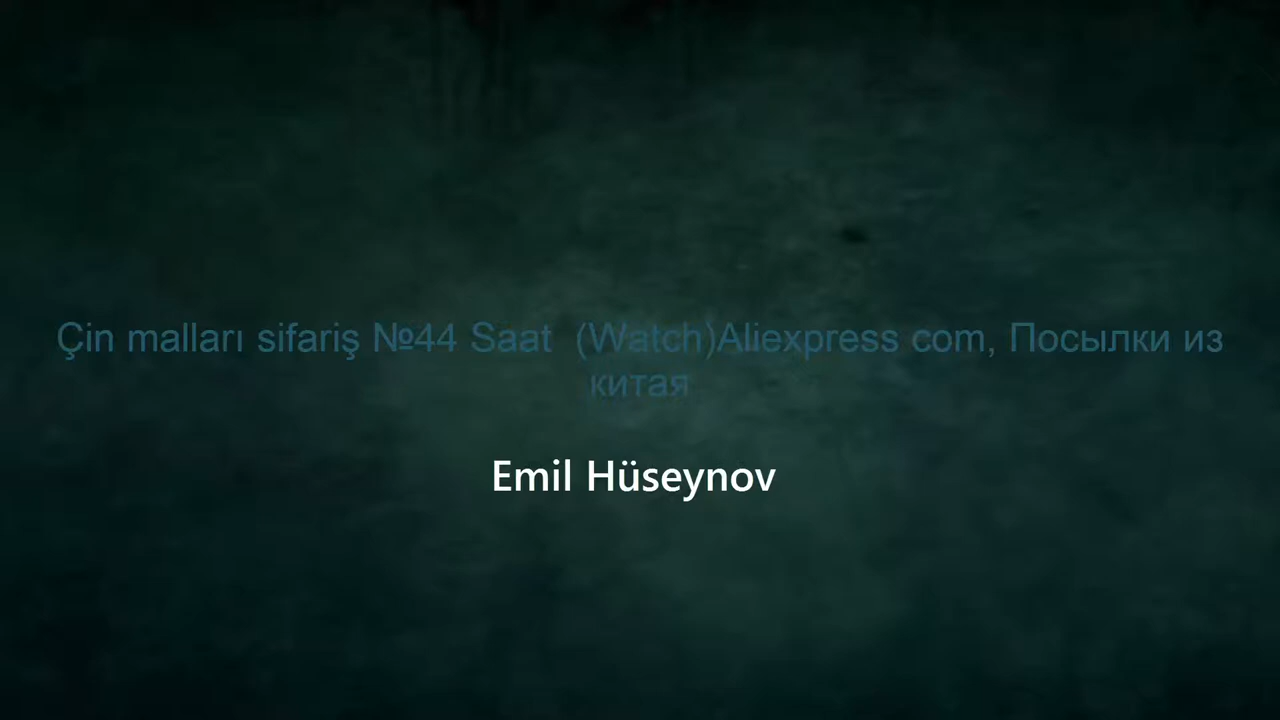 Çin malları sifariş №44 Saat  (Watch)Aliexpress com, Посылки из
китая
Emil Hüseynov